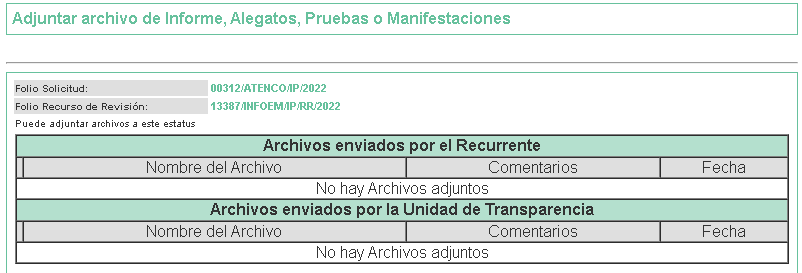 Adjuntar archivo de Informe, Alegatos, Pruebas o Manifestaciones
Folio Solicitud: 00312/ATENCO/IP/2022
Folio Recurso de Revisión: 13387/INFOEM/IP/RR/2022
Puede adjuntar archivos a este estatus
Archivos enviados por el Recurrente
Nombre del Archivo Comentarios Fecha
No hay Archivos adjuntos
Archivos enviados por la Unidad de Transparencia
Nombre del Archivo Comentarios Fecha
No hay Archivos adjuntos